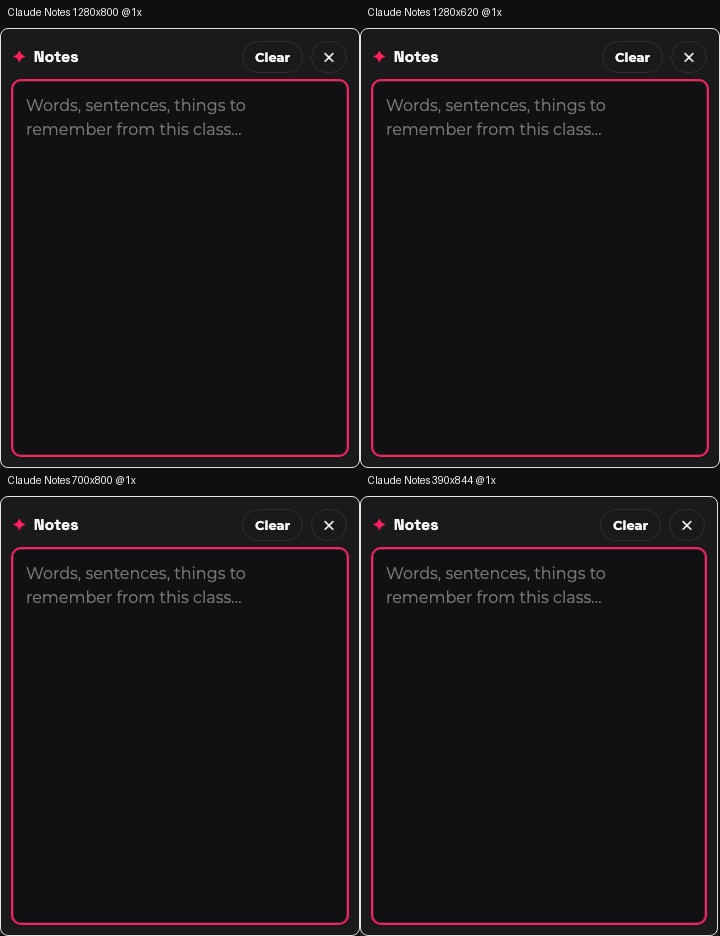 Claude Notes 1280x800 @1x
✦ Notes Clear ✕
Words, sentences, things to
remember from this class...
Claude Notes 1280x620 @1x
✦ Notes Clear ✕
Words, sentences, things to
remember from this class...
Claude Notes 700x800 @1x
✦ Notes Clear ✕
Words, sentences, things to
remember from this class...
Claude Notes 390x844 @1x
✦ Notes Clear ✕
Words, sentences, things to
remember from this class...